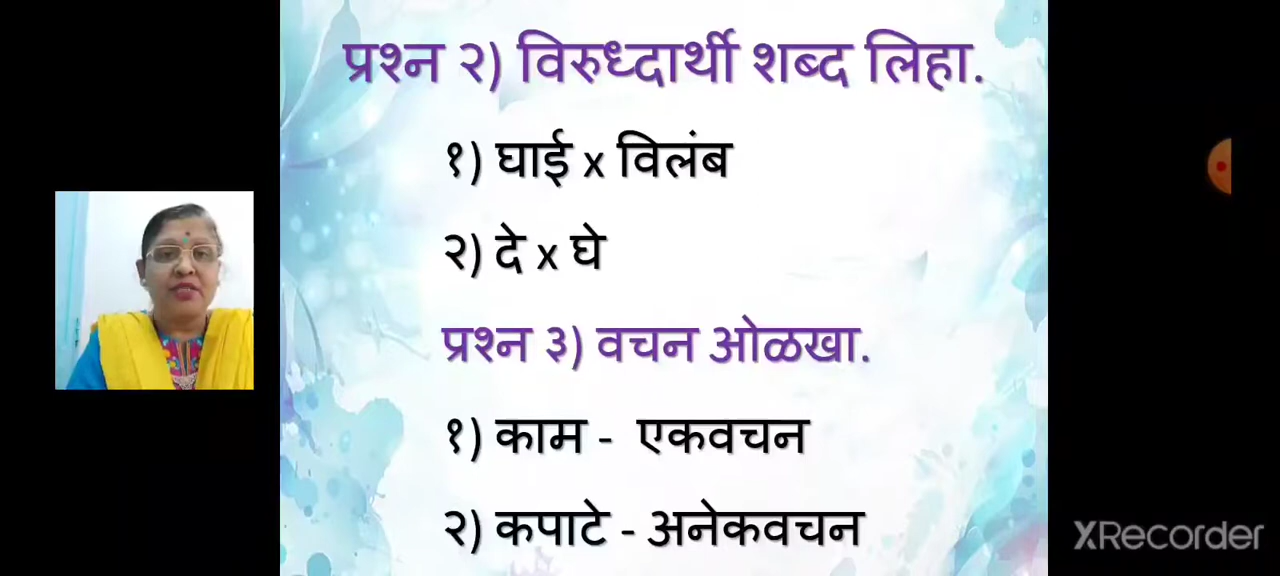 प्रश्न २) विरुध्दार्थी शब्द लिहा.
१) घाई x विलंब
२) दे x घे
प्रश्न ३) वचन ओळखा.
१) काम - एकवचन
२) कपाटे - अनेकवचन
XRecorder